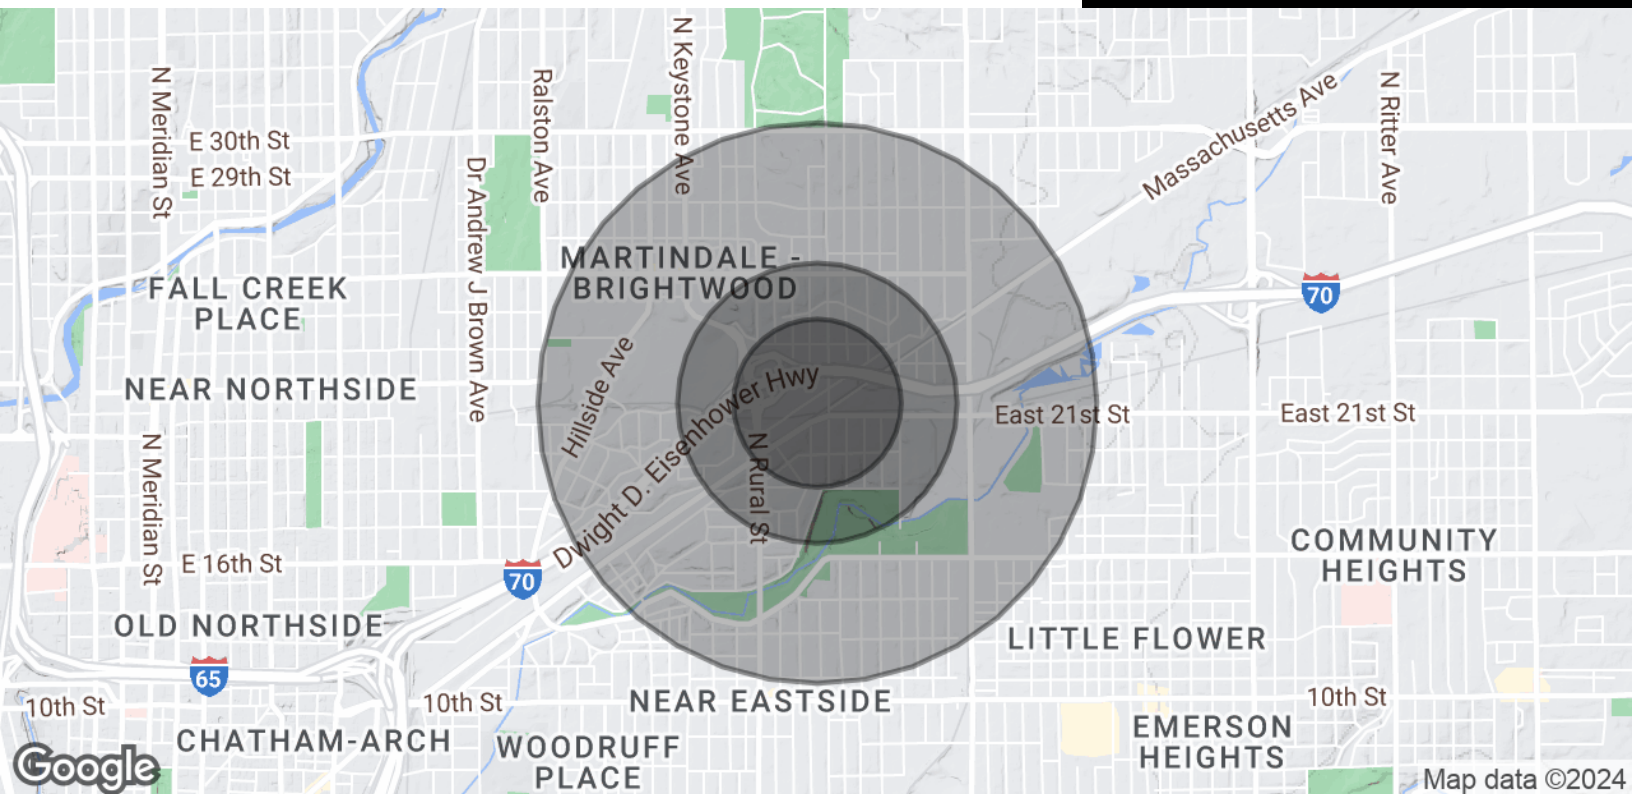 N Meridian St
E 30th St
E 29th St
Dr Andrew J Brown Ave
Ralston Ave
N Keystone Ave
Massachusetts Ave
N Ritter Ave
MARTINDALE -
BRIGHTWOOD
FALL CREEK
PLACE
70
NEAR NORTHSIDE
Hillside Ave
Dwight D. Eisenhower Hwy
East 21st St
East 21st St
N Meridian St
N Rural St
E 16th St
70
COMMUNITY
HEIGHTS
OLD NORTHSIDE
LITTLE FLOWER
65
10th St
10th St
NEAR EASTSIDE
10th St
CHATHAM-ARCH
WOODRUFF
PLACE
EMERSON
HEIGHTS
Google
Map data ©2024